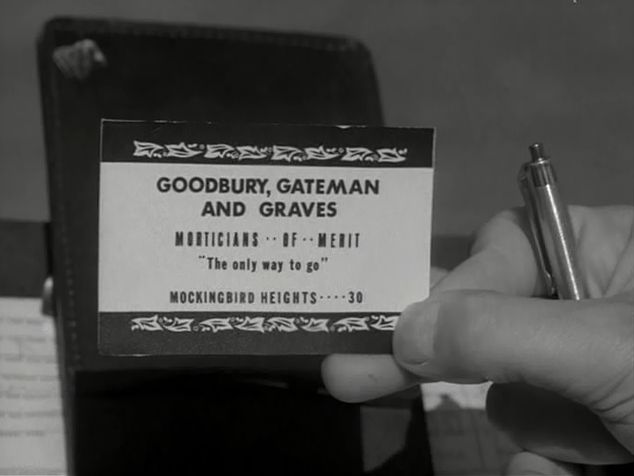 GOODBURY, GATEMAN
AND GRAVES
MORTICIANS ·· OF ·· MERIT
"The only way to go"
MOCKINGBIRD HEIGHTS ···· 30